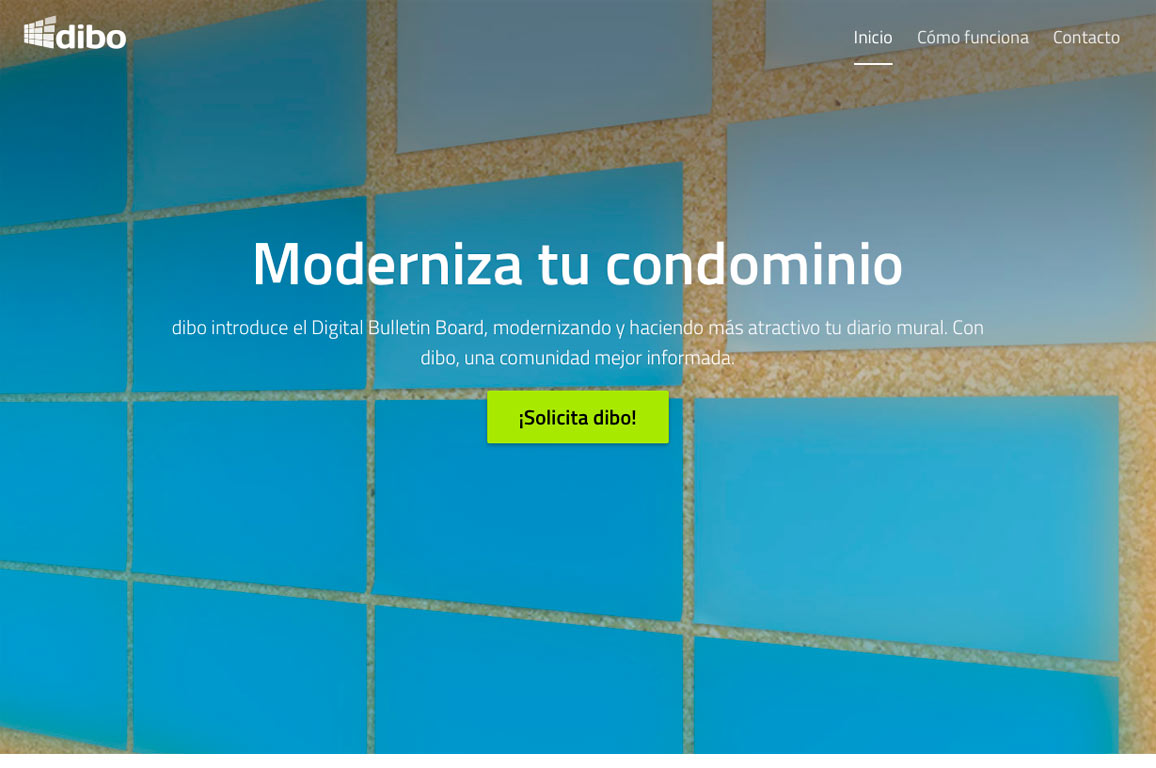 dibo
Inicio
Cómo funciona
Contacto
Moderniza tu condominio
dibo introduce el Digital Bulletin Board, modernizando y haciendo más atractivo tu diario mural. Con
dibo, una comunidad mejor informada.
¡Solicita dibo!